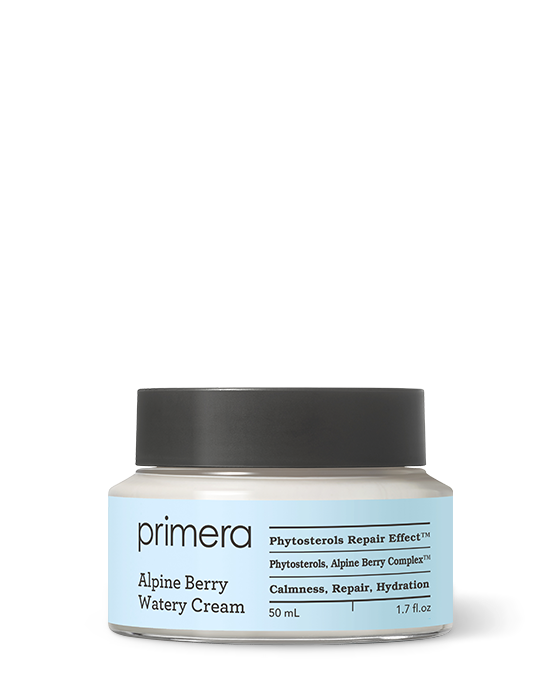 primera
Alpine Berry
Watery Cream
Phytosterols Repair Effect™
Phytosterols, Alpine Berry Complex™
Calmness, Repair, Hydration
50 mL 1.7 fl.oz